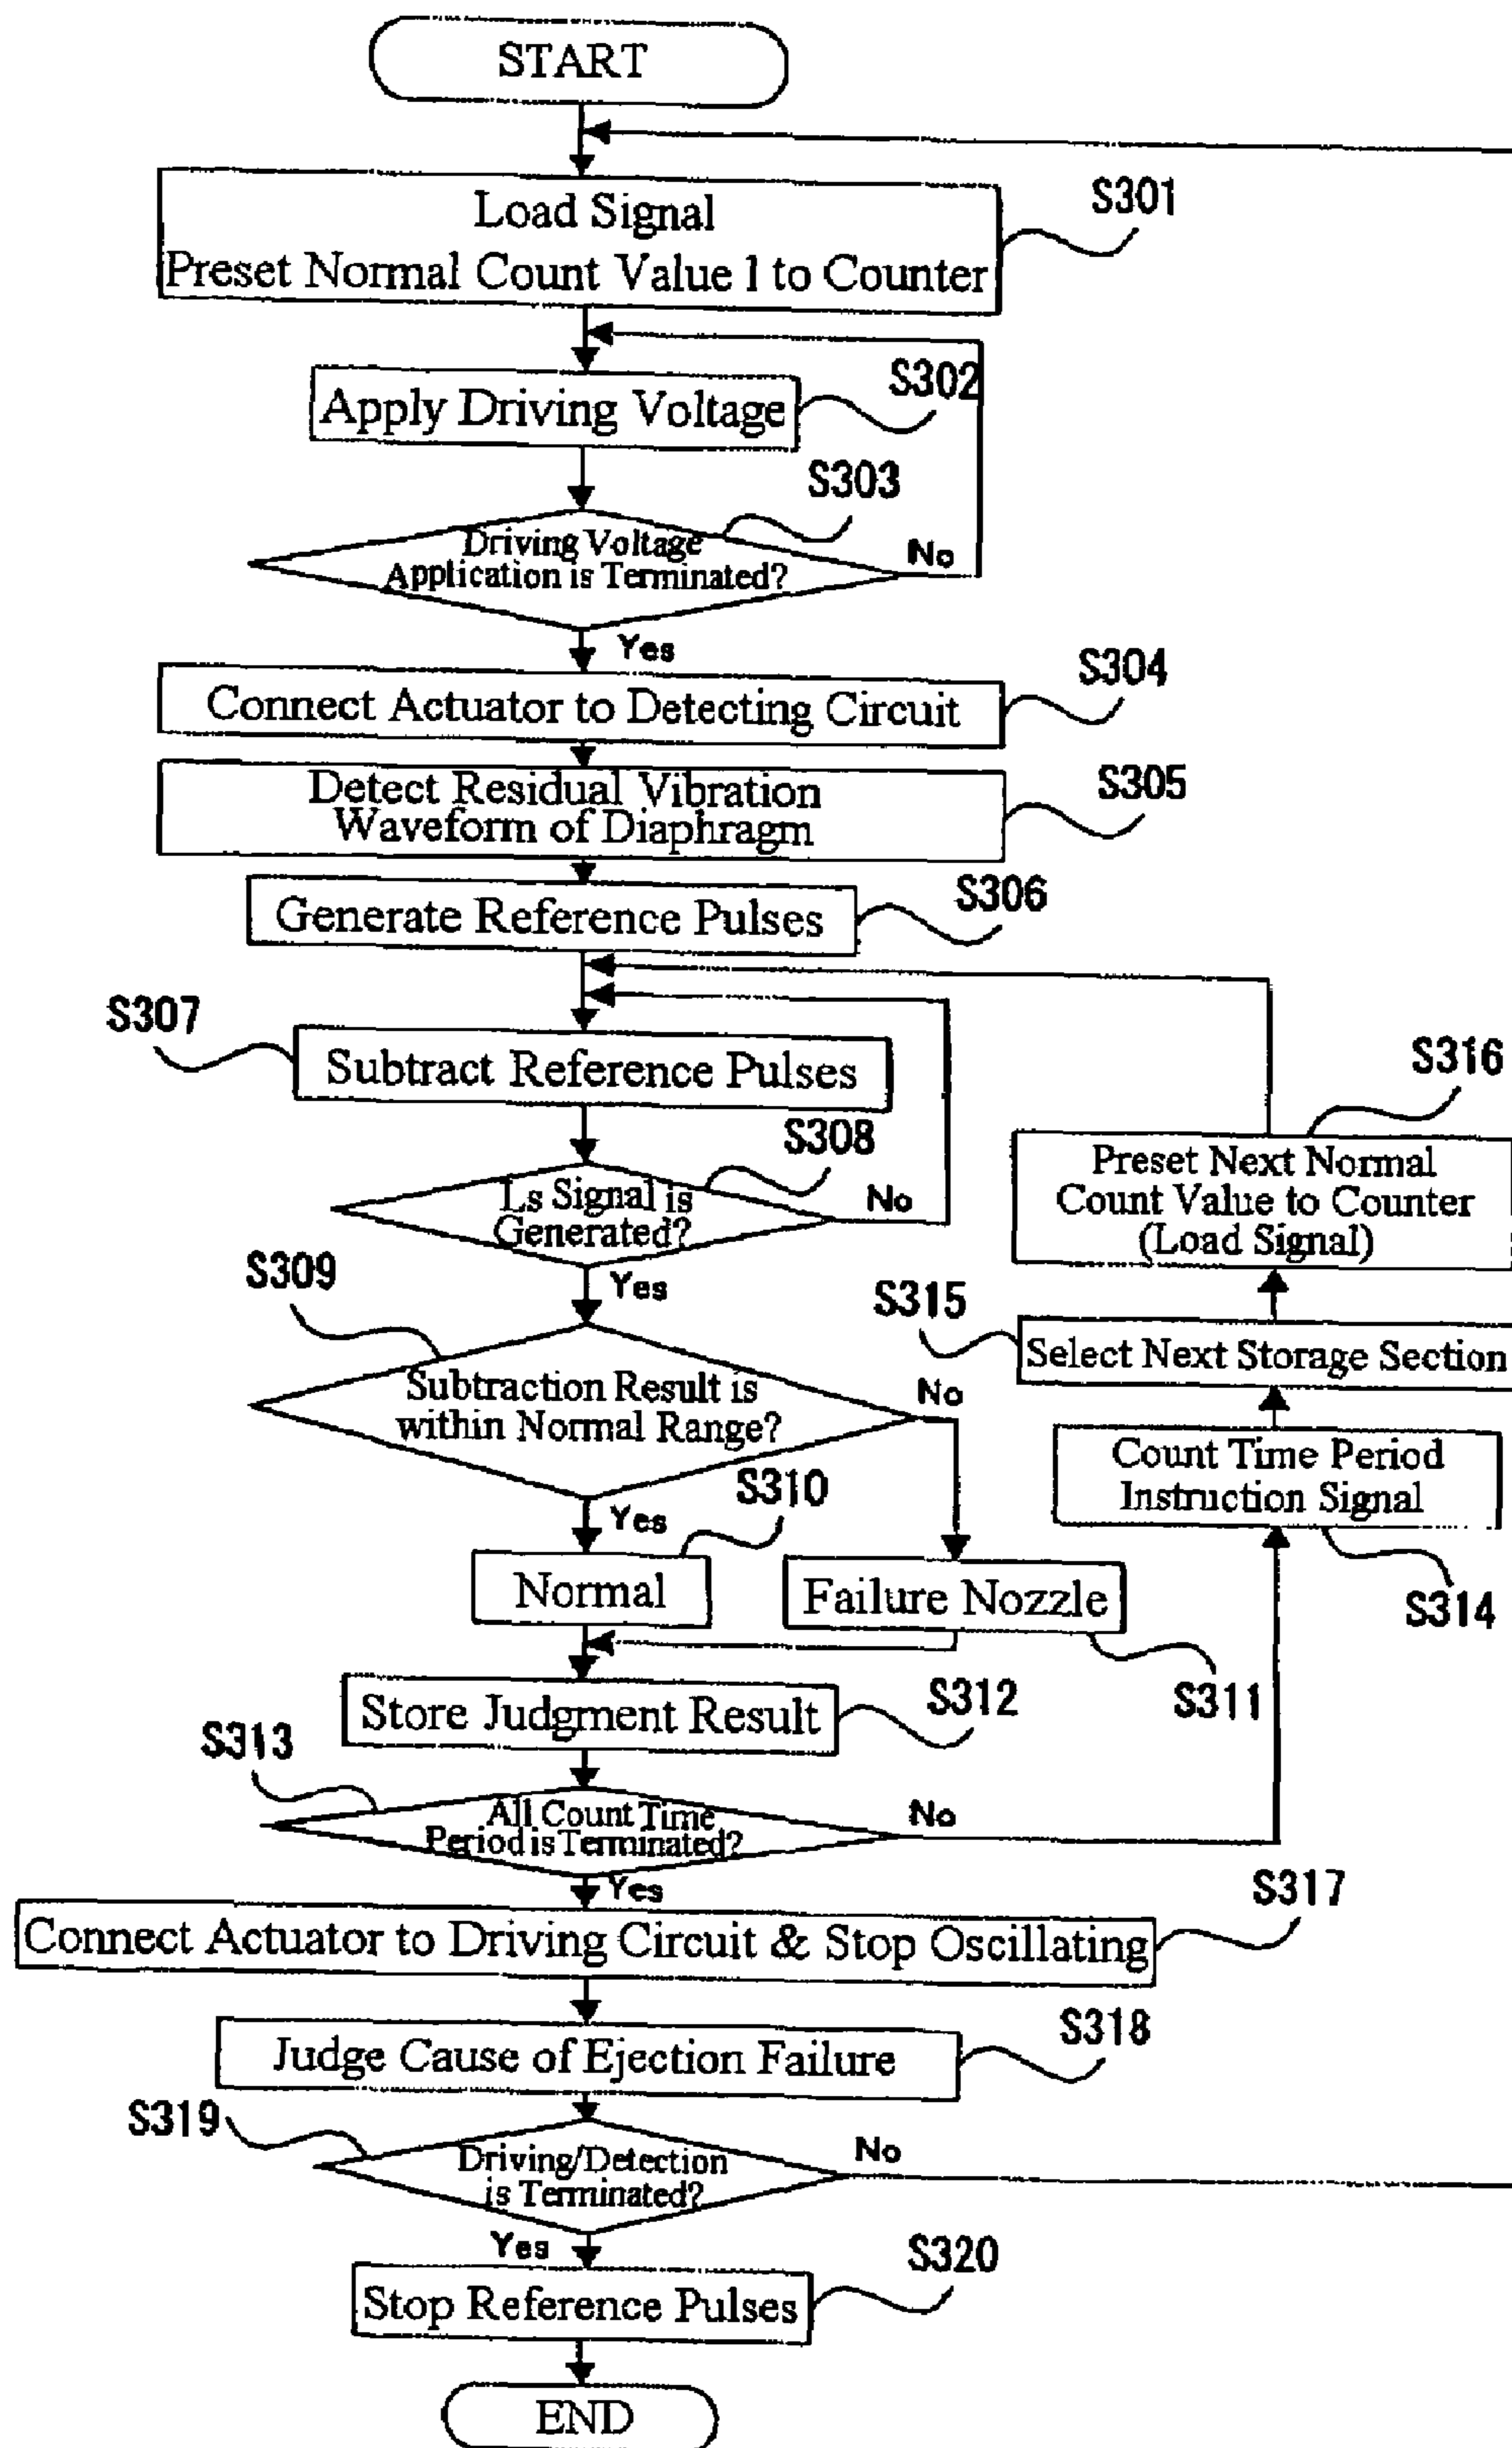 START
Load Signal
S301
Preset Normal Count Value 1 to Counter
Apply Driving Voltage
S302
S303
Driving Voltage
Application is Terminated?
No
Yes
Connect Actuator to Detecting Circuit
S304
Detect Residual Vibration
Waveform of Diaphragm
S305
Generate Reference Pulses
S306
S307
Subtract Reference Pulses
S308
Ls Signal is
Generated?
No
Yes
S309
Subtraction Result is
within Normal Range?
No
Yes
S310
Normal
Failure Nozzle
S311
Store Judgment Result
S312
S313
All Count Time
Period is Terminated?
No
Yes
S316
Preset Next Normal
Count Value to Counter
(Load Signal)
S315
Select Next Storage Section
Count Time Period
Instruction Signal
S314
S317
Connect Actuator to Driving Circuit & Stop Oscillating
S318
Judge Cause of Ejection Failure
S319
Driving/Detection
is Terminated?
No
Yes
S320
Stop Reference Pulses
END